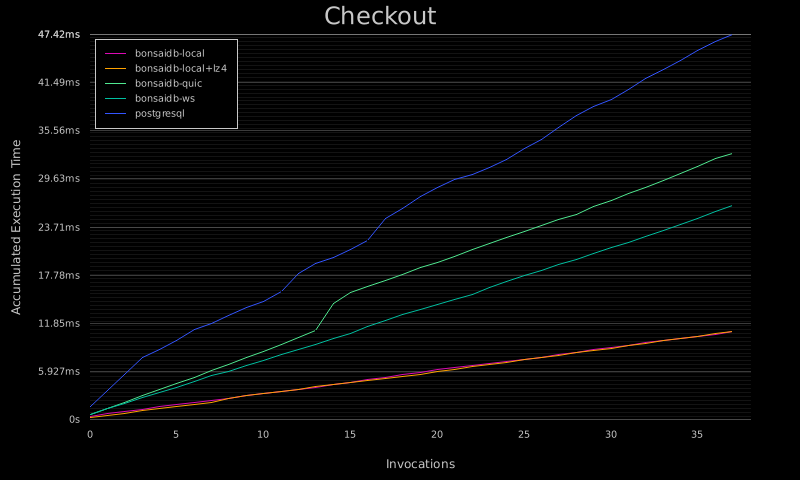 Checkout
47.42ms
bonsaidb-local
bonsaidb-local+lz4
bonsaidb-quic
bonsaidb-ws
postgresql
41.49ms
35.56ms
29.63ms
23.71ms
17.78ms
11.85ms
5.927ms
0s
Accumulated Execution Time
0 5 10 15 20 25 30 35
Invocations